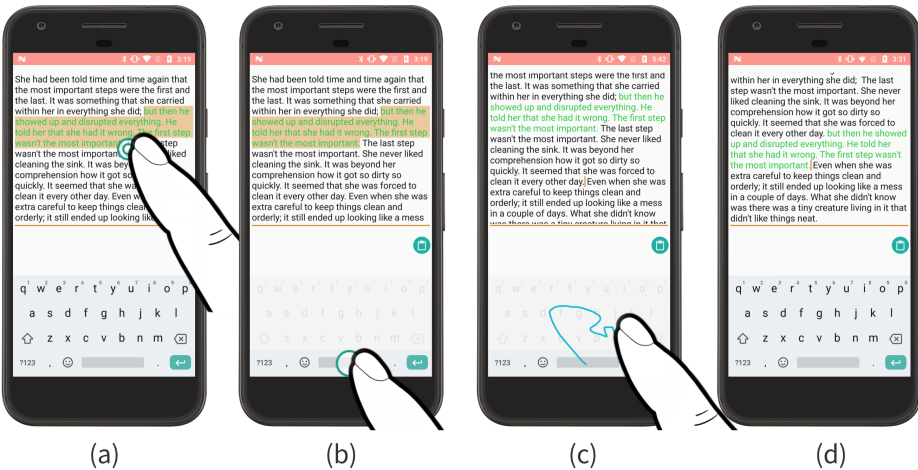 3:19
She had been told time and time again that
the most important steps were the first and
the last. It was something that she carried
within her in everything she did; but then he
showed up and disrupted everything. He
told her that she had it wrong. The first step
wasn't the most important step
wasn't the most important liked
cleaning the sink. It was
comprehension how it got so
quickly. It seemed that she
clean it every other day. Even
extra careful to keep things
orderly; it still ended up looking
q w e r t y u i o p
a s d f g h j k l
z x c v b n m
?123 , .
(a)
3:19
She had been told time and time again that
the most important steps were the first and
the last. It was something that she carried
within her in everything she did; but then he
showed up and disrupted everything. He
told her that she had it wrong. The first step
wasn't the most important. The last step
wasn't the most important. She never liked
cleaning the sink. It was beyond her
comprehension how it got so dirty so
quickly. It seemed that she was forced to
clean it every other day. Even when she was
extra careful to keep things clean and
orderly; it still ended up looking like a mess
q w e r t y u i o p
a s d f g h j k l
z x c v b n m
?123 , .
(b)
5:42
the most important steps were the first and
the last. It was something that she carried
within her in everything she did; but then he
showed up and disrupted everything. He
told her that she had it wrong. The first step
wasn't the most important. The last step
wasn't the most important. She never liked
cleaning the sink. It was beyond her
comprehension how it got so dirty so
quickly. It seemed that she was forced to
clean it every other day. Even when she was
extra careful to keep things clean and
orderly; it still ended up looking like a mess
in a couple of days. What she didn't know
was there was a tiny creature living in it that
q w e r t y u i o p
a s d f g j k l
z x c v b n
?123 ,
(c)
3:31
within her in everything she did; The last
step wasn't the most important. She never
liked cleaning the sink. It was beyond her
comprehension how it got so dirty so
quickly. It seemed that she was forced to
clean it every other day. but then he showed
up and disrupted everything. He told her
that she had it wrong. The first step wasn't
the most important. Even when she was
extra careful to keep things clean and
orderly; it still ended up looking like a mess
in a couple of days. What she didn't know
was there was a tiny creature living in it that
didn't like things neat.
q w e r t y u i o p
a s d f g h j k l
z x c v b n m
?123 , .
(d)